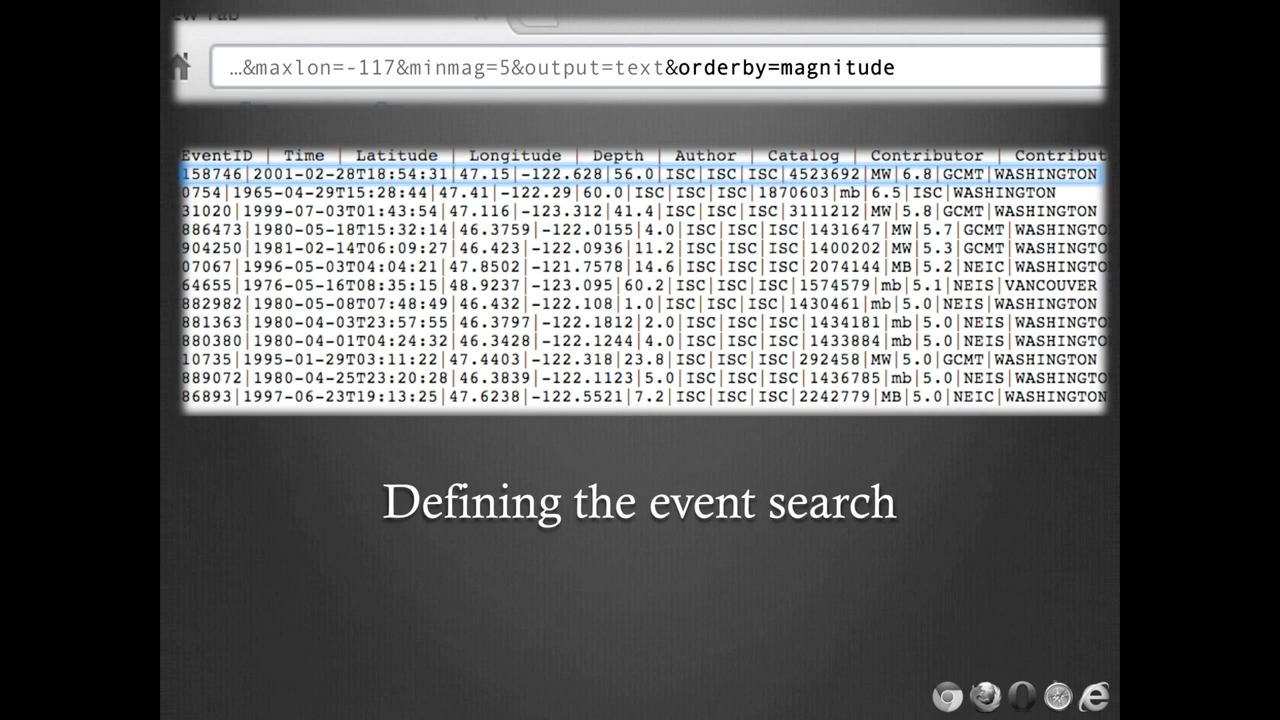 Tab
…&maxlon=-117&minmag=5&output=text&orderby=magnitude
EventID | Time | Latitude | Longitude | Depth | Author | Catalog | Contributor | Contribut
158746|2001-02-28T18:54:31|47.15|-122.628|56.0|ISC|ISC|ISC|4523692|MW|6.8|GCMT|WASHINGTON
0754|1965-04-29T15:28:44|47.41|-122.29|60.0|ISC|ISC|ISC|1870603|mb|6.5|ISC|WASHINGTON
31020|1999-07-03T01:43:54|47.116|-123.312|41.4|ISC|ISC|ISC|3111212|MW|5.8|GCMT|WASHINGTON
886473|1980-05-18T15:32:14|46.3759|-122.0155|4.0|ISC|ISC|ISC|1431647|MW|5.7|GCMT|WASHINGTO
904250|1981-02-14T06:09:27|46.423|-122.0936|11.2|ISC|ISC|ISC|1400202|MW|5.3|GCMT|WASHINGTO
07067|1996-05-03T04:04:21|47.8502|-121.7578|14.6|ISC|ISC|ISC|2074144|MB|5.2|NEIC|WASHINGTO
64655|1976-05-16T08:35:15|48.9237|-123.095|60.2|ISC|ISC|ISC|1574579|mb|5.1|NEIS|VANCOUVER
882982|1980-05-08T07:48:49|46.432|-122.108|1.0|ISC|ISC|ISC|1430461|mb|5.0|NEIS|WASHINGTON
881363|1980-04-03T23:57:55|46.3797|-122.1812|2.0|ISC|ISC|ISC|1434181|mb|5.0|NEIS|WASHINGTO
880380|1980-04-01T04:24:32|46.3428|-122.1244|4.0|ISC|ISC|ISC|1433884|mb|5.0|NEIS|WASHINGTO
10735|1995-01-29T03:11:22|47.4403|-122.318|23.8|ISC|ISC|ISC|292458|MW|5.0|GCMT|WASHINGTON
889072|1980-04-25T23:20:28|46.3839|-122.1123|5.0|ISC|ISC|ISC|1436785|mb|5.0|NEIS|WASHINGTO
86893|1997-06-23T19:13:25|47.6238|-122.5521|7.2|ISC|ISC|ISC|2242779|MB|5.0|NEIC|WASHINGTON
Defining the event search